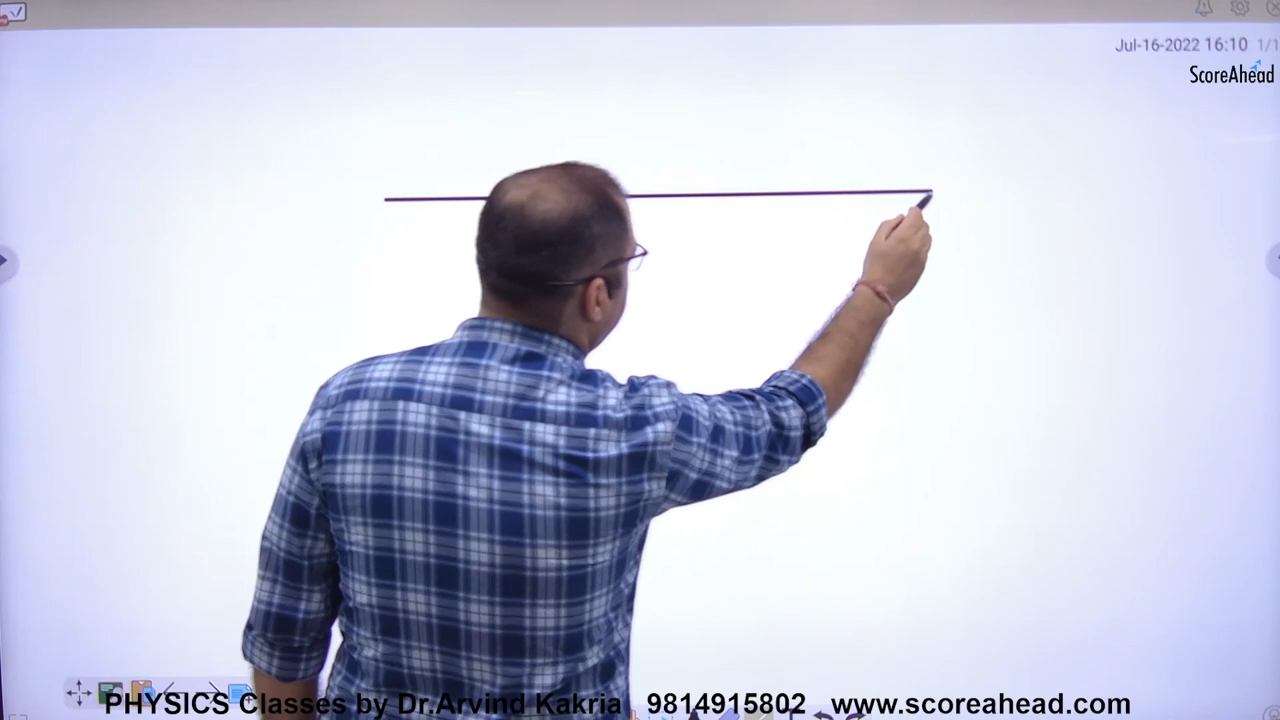 Jul-16-2022 16:10 1/1
ScoreAhead
PHYSICS Classes by Dr.Arvind Kakria 9814915802 www.scoreahead.com